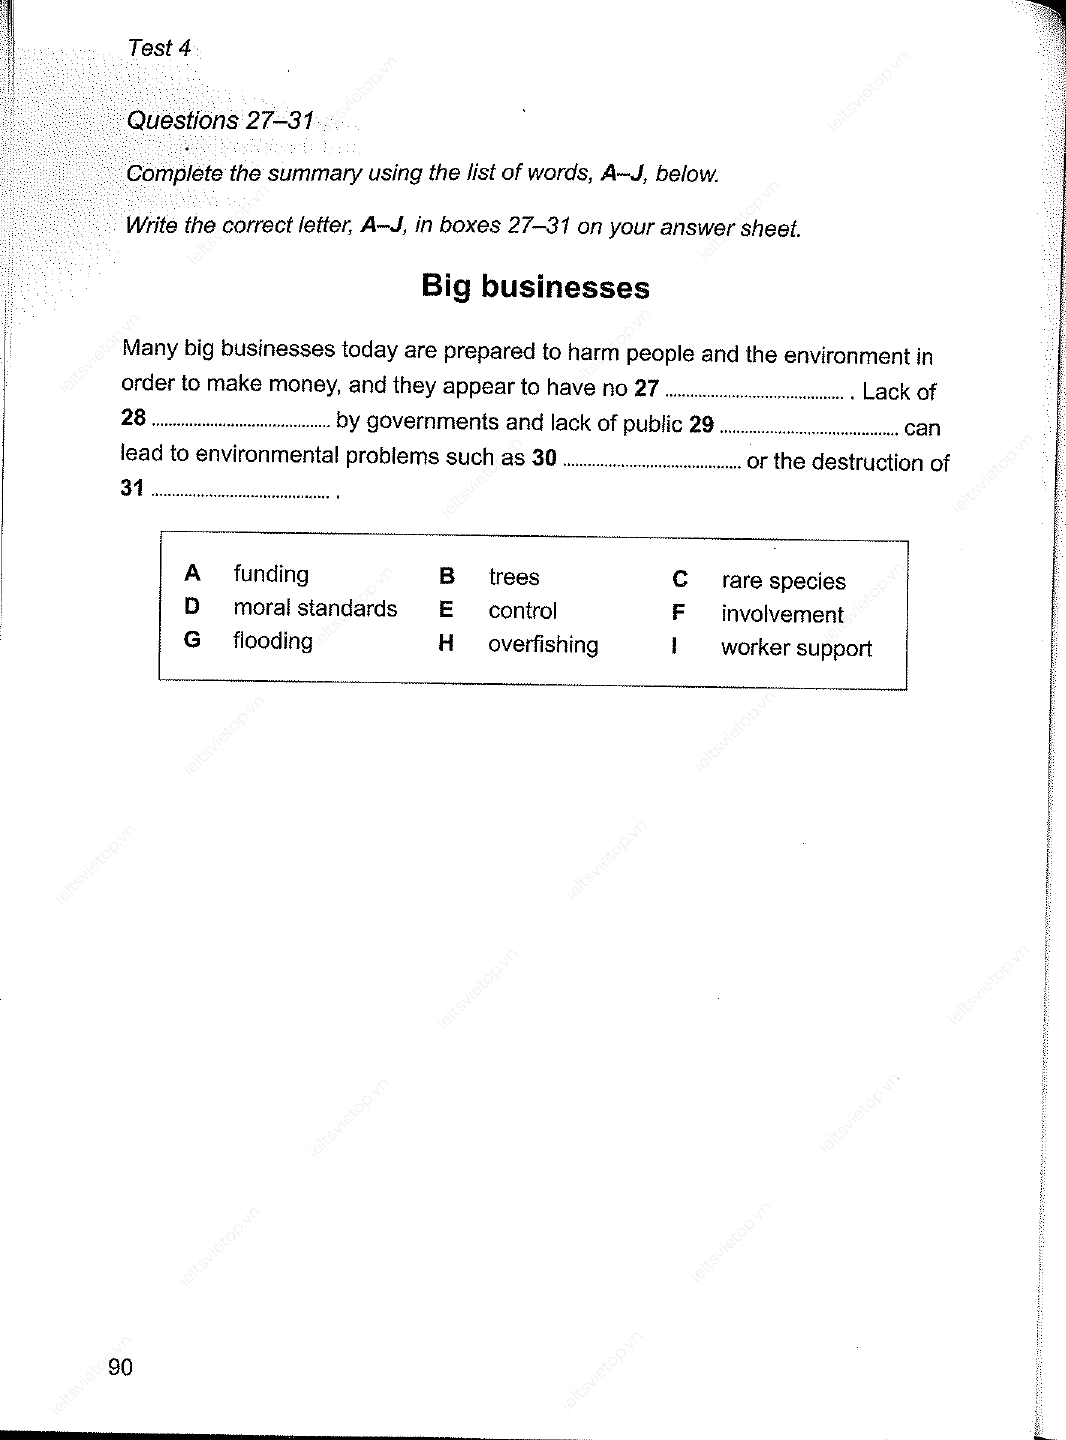 Test 4
Questions 27–31
Complete the summary using the list of words, A–J, below.
Write the correct letter, A–J, in boxes 27–31 on your answer sheet.
Big businesses
Many big businesses today are prepared to harm people and the environment in
order to make money, and they appear to have no 27 .......................................... . Lack of
28 .......................................... by governments and lack of public 29 .......................................... can
lead to environmental problems such as 30 .......................................... or the destruction of
31 .......................................... .
A funding B trees C rare species
D moral standards E control F involvement
G flooding H overfishing I worker support
90
ieltsvietop.vn